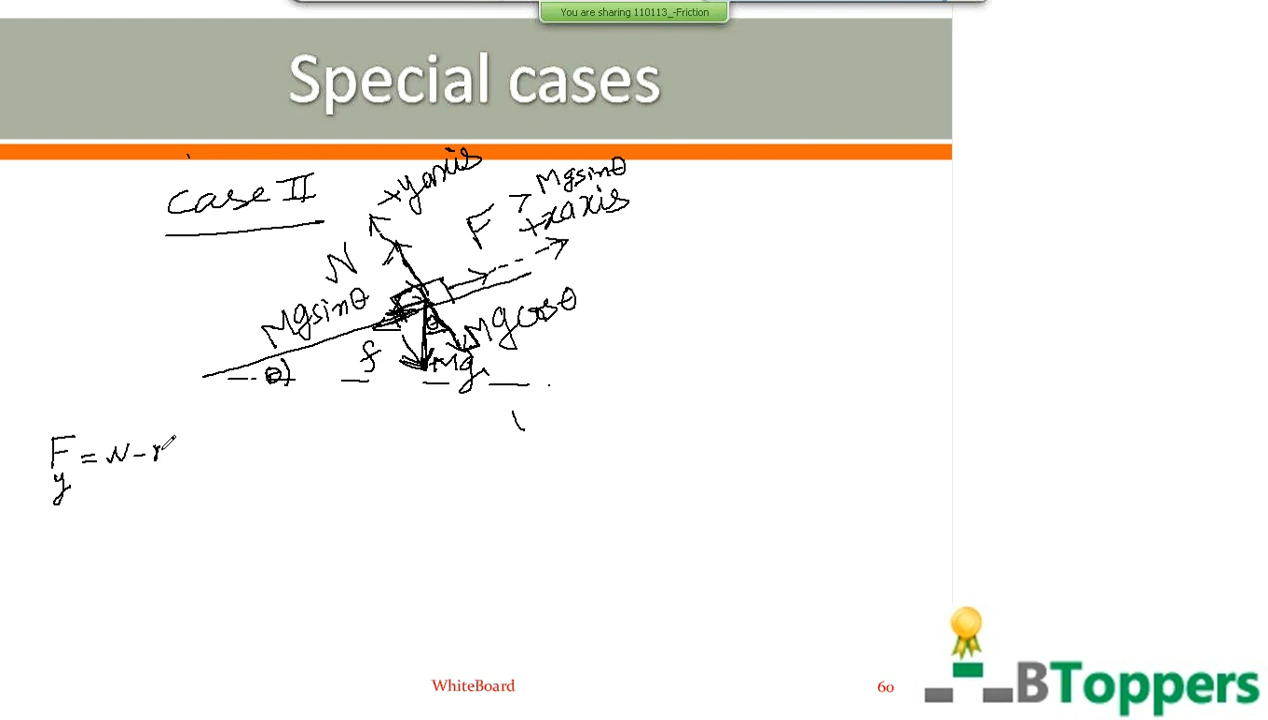 You are sharing 110113_-Friction
Special cases
Case II
+y axis
F > Mgsinθ
+x axis
N
Mgsinθ
Mgcosθ
θ
f
Mg
θ
F = N -
y
WhiteBoard
60
BToppers